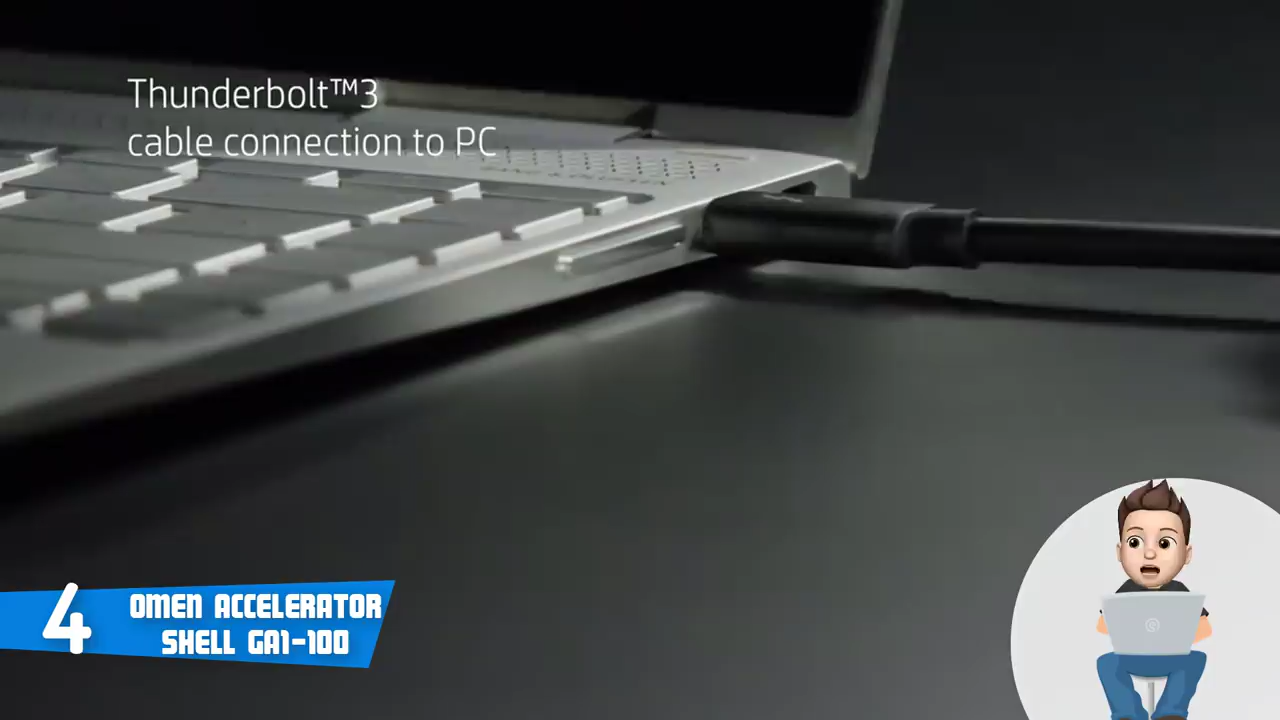 Thunderbolt™3
cable connection to PC
4
OMEN ACCELERATOR
SHELL GA1-100